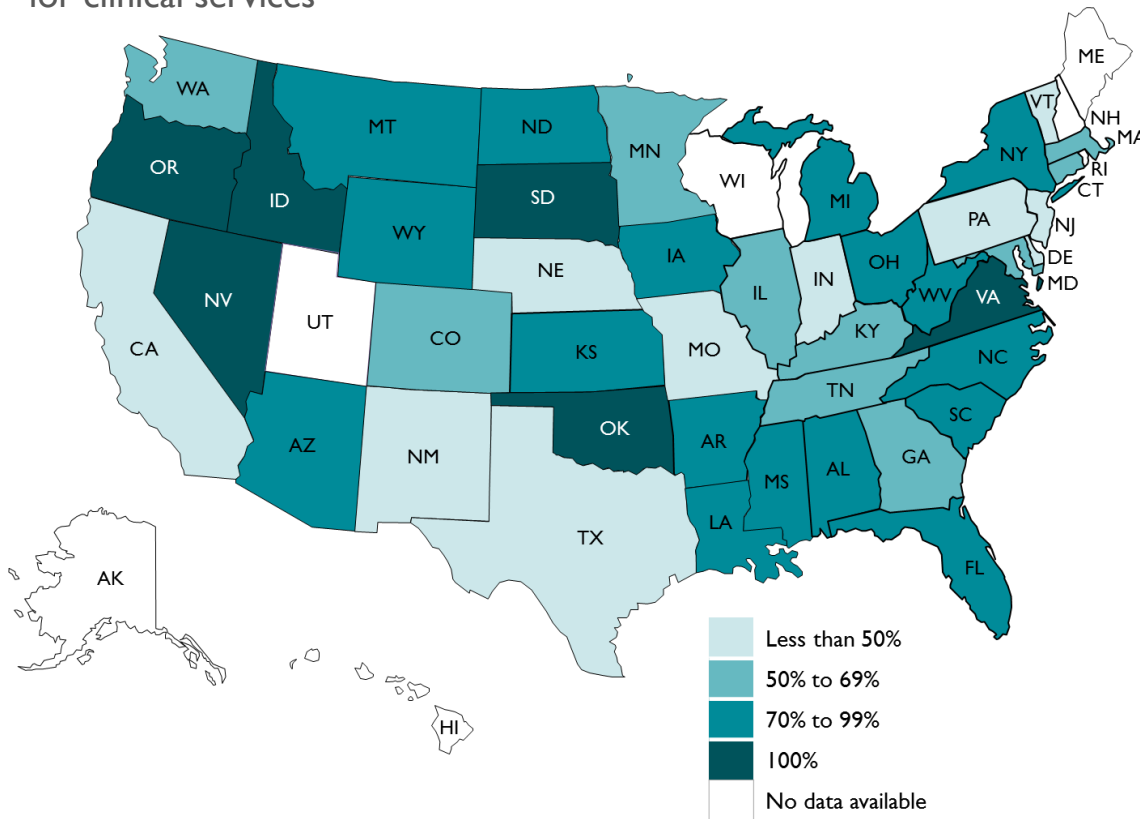 for clinical services
ME
WA
VT
MT
ND
NH
MN
MA
NY
OR
WI
RI
ID
SD
MI
CT
WY
PA
NJ
IA
NE
OH
DE
IL
IN
MD
NV
WV
VA
UT
CO
KY
CA
KS
MO
NC
TN
OK
SC
AZ
AR
NM
GA
MS
AL
LA
TX
FL
AK
HI
Less than 50%
50% to 69%
70% to 99%
100%
No data available